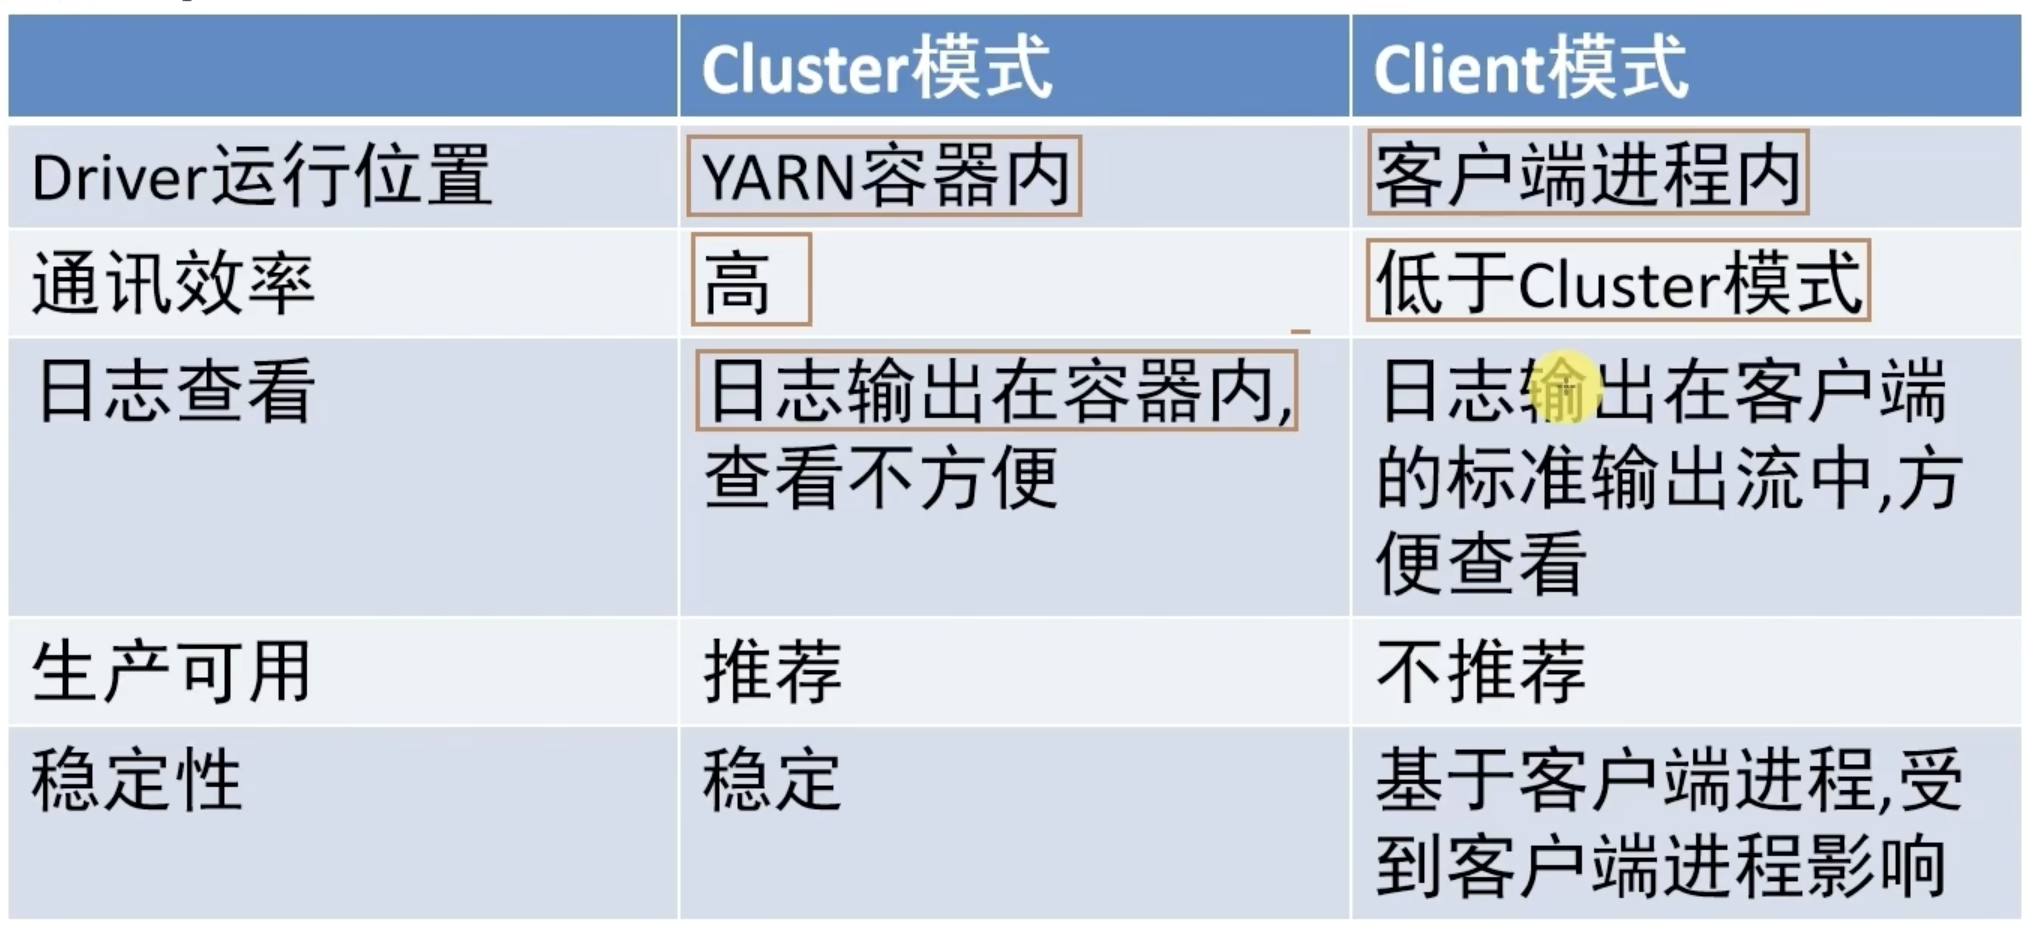 Cluster模式
Client模式
Driver运行位置
YARN容器内
客户端进程内
通讯效率
高
低于Cluster模式
日志查看
日志输出在容器内,
查看不方便
日志输出在客户端
的标准输出流中,方
便查看
生产可用
推荐
不推荐
稳定性
稳定
基于客户端进程,受
到客户端进程影响